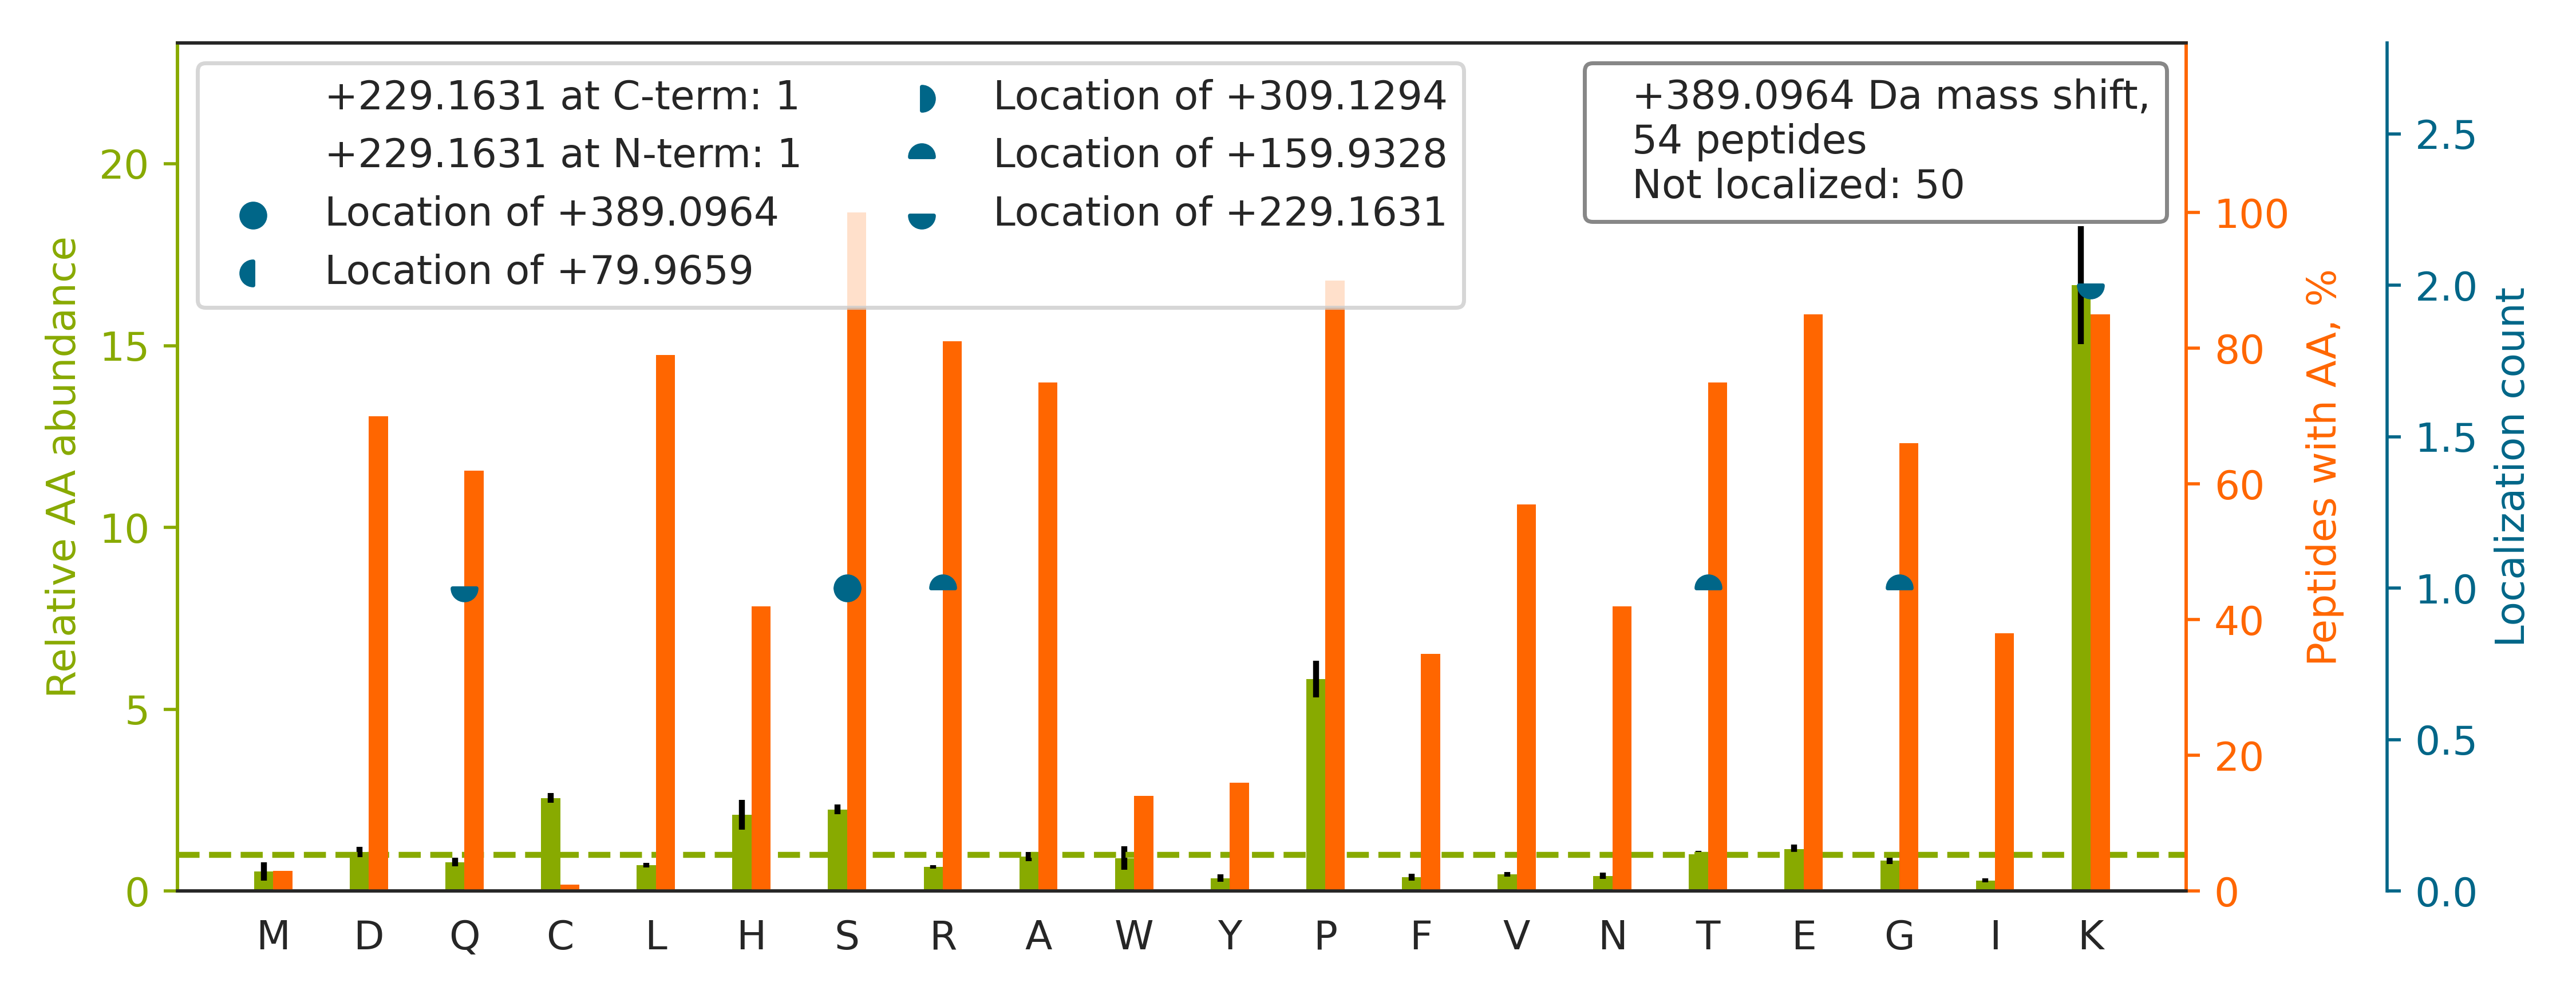 +229.1631 at C-term: 1
+229.1631 at N-term: 1
Location of +389.0964
Location of +79.9659
Location of +309.1294
Location of +159.9328
Location of +229.1631
+389.0964 Da mass shift,
54 peptides
Not localized: 50
Relative AA abundance
20
15
10
5
0
100
80
60
40
20
0
Peptides with AA, %
2.5
2.0
1.5
1.0
0.5
0.0
Localization count
M D Q C L H S R A W Y P F V N T E G I K